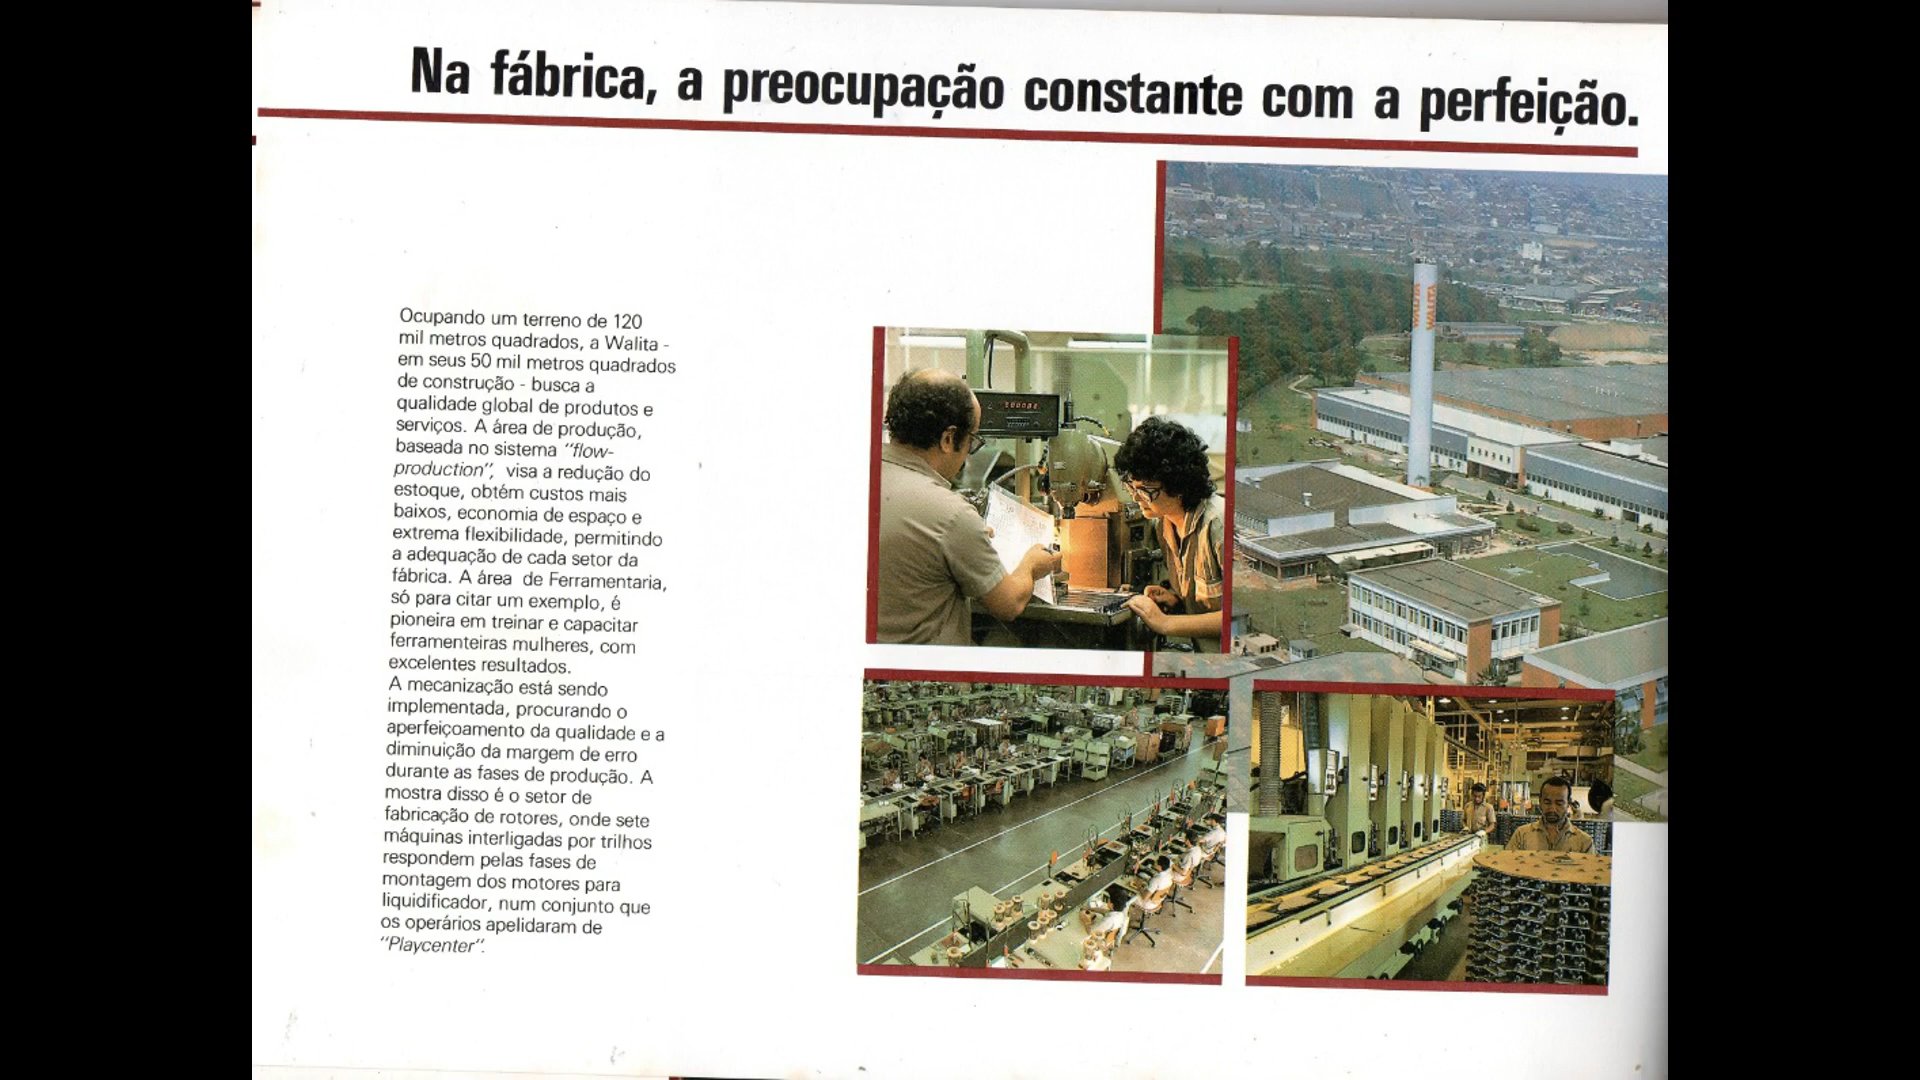 Na fábrica, a preocupação constante com a perfeição.
Ocupando um terreno de 120
mil metros quadrados, a Walita -
em seus 50 mil metros quadrados
de construção - busca a
qualidade global de produtos e
serviços. A área de produção,
baseada no sistema "flow-
production", visa a redução do
estoque, obtém custos mais
baixos, economia de espaço e
extrema flexibilidade, permitindo
a adequação de cada setor da
fábrica. A área de Ferramentaria,
só para citar um exemplo, é
pioneira em treinar e capacitar
ferramenteiras mulheres, com
excelentes resultados.
A mecanização está sendo
implementada, procurando o
aperfeiçoamento da qualidade e a
diminuição da margem de erro
durante as fases de produção. A
mostra disso é o setor de
fabricação de rotores, onde sete
máquinas interligadas por trilhos
respondem pelas fases de
montagem dos motores para
liquidificador, num conjunto que
os operários apelidaram de
"Playcenter".
WALITA
WALITA